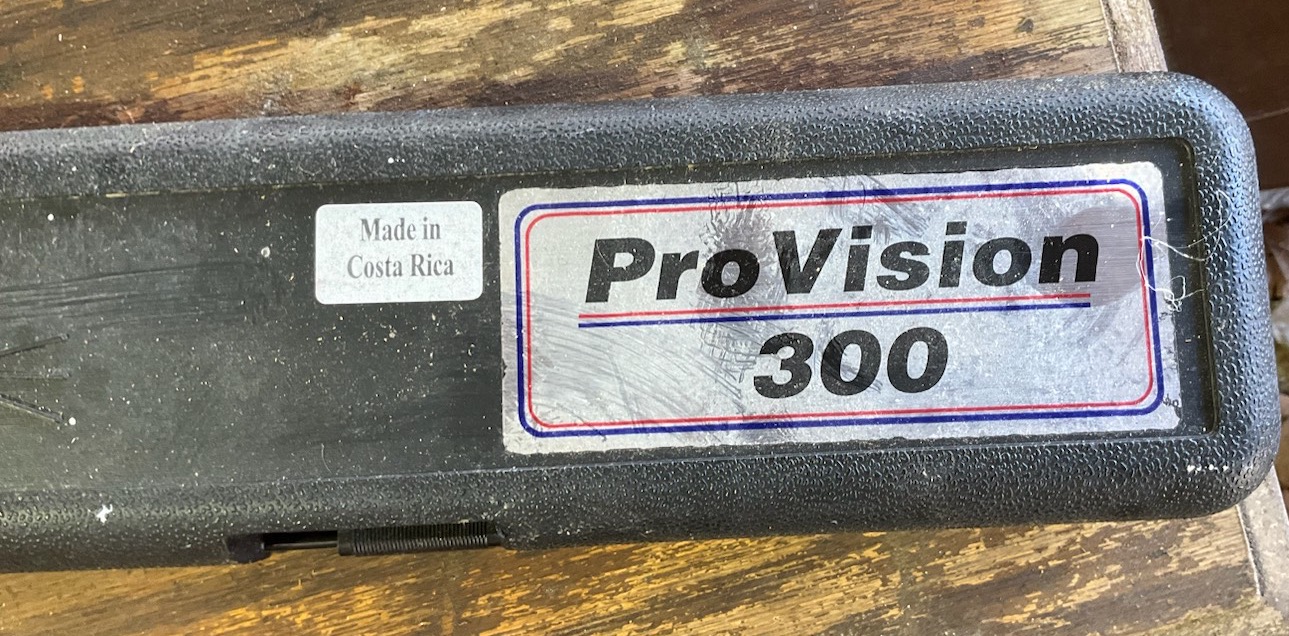 Made in
Costa Rica
ProVision
300